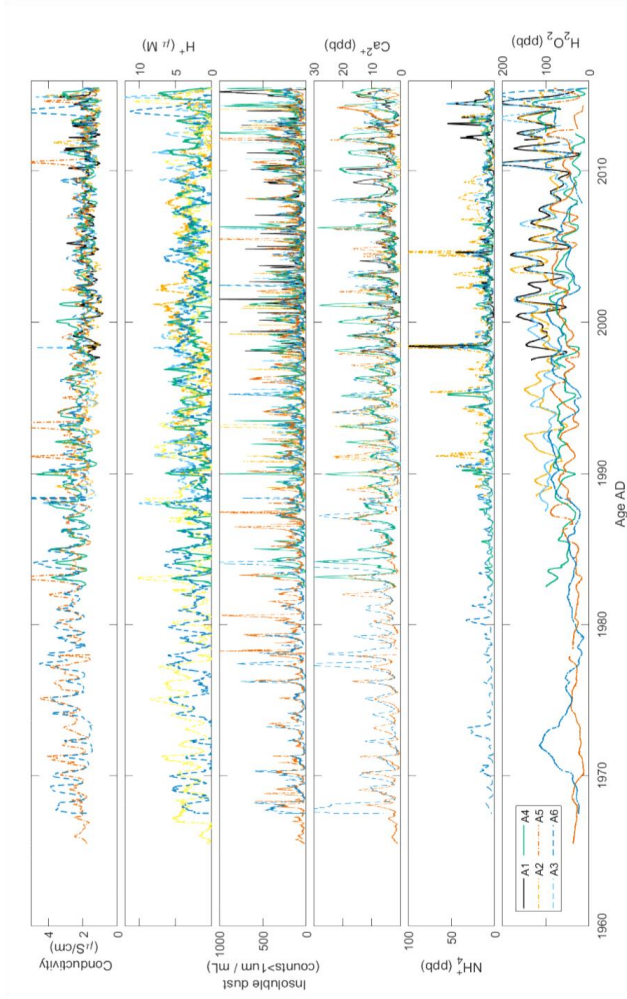 Conductivity
(μS/cm)
4
2
0
H⁺ (μ M)
10
5
0
Insoluble dust
(counts>1um / mL)
1000
500
0
Ca²⁺ (ppb)
30
20
10
0
NH₄⁺ (ppb)
100
50
0
H₂O₂ (ppb)
200
100
0
A1
A4
A2
A5
A3
A6
1960
1970
1980
1990
2000
2010
Age AD